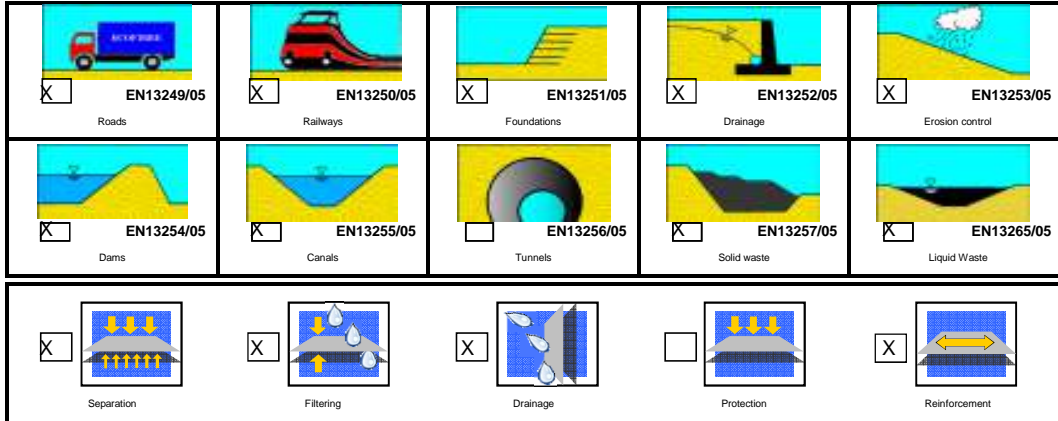 ECOFIBRE
X EN13249/05 X EN13250/05 X EN13251/05 X EN13252/05 X EN13253/05
Roads Railways Foundations Drainage Erosion control
X EN13254/05 X EN13255/05 EN13256/05 X EN13257/05 X EN13265/05
Dams Canals Tunnels Solid waste Liquid Waste
X X X X
Separation Filtering Drainage Protection Reinforcement